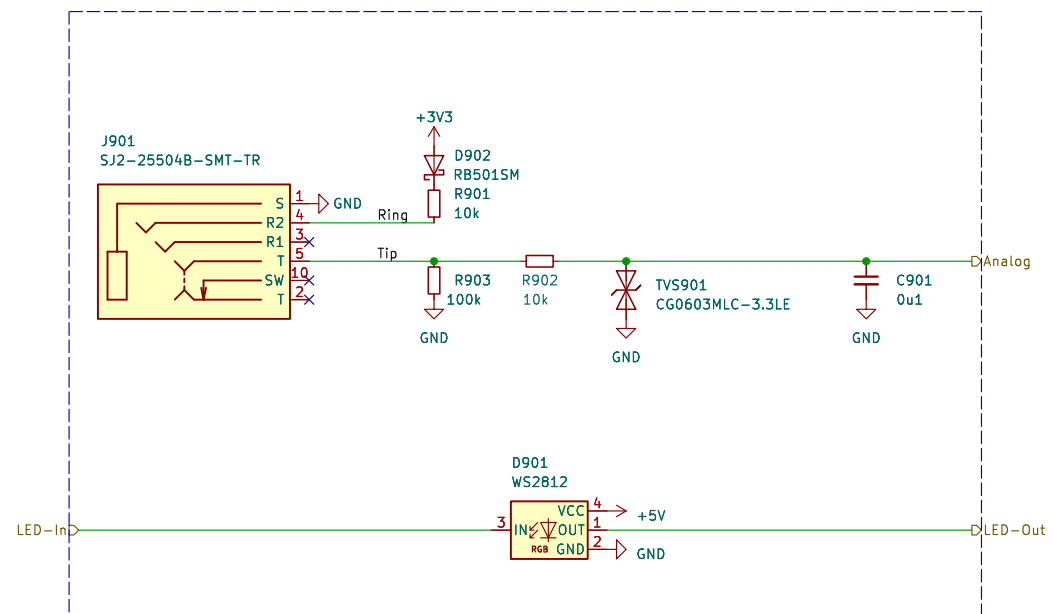 +3V3
J901
SJ2-25504B-SMT-TR
D902
RB501SM
R901
10k
S 1 GND
R2 4 Ring
R1 3
T 5 Tip
SW 10
T 2
R903
100k
GND
R902
10k
TVS901
CG0603MLC-3.3LE
GND
C901
0u1
GND
Analog
D901
WS2812
LED-In
3 IN
VCC 4 +5V
OUT 1
RGB GND 2 GND
LED-Out